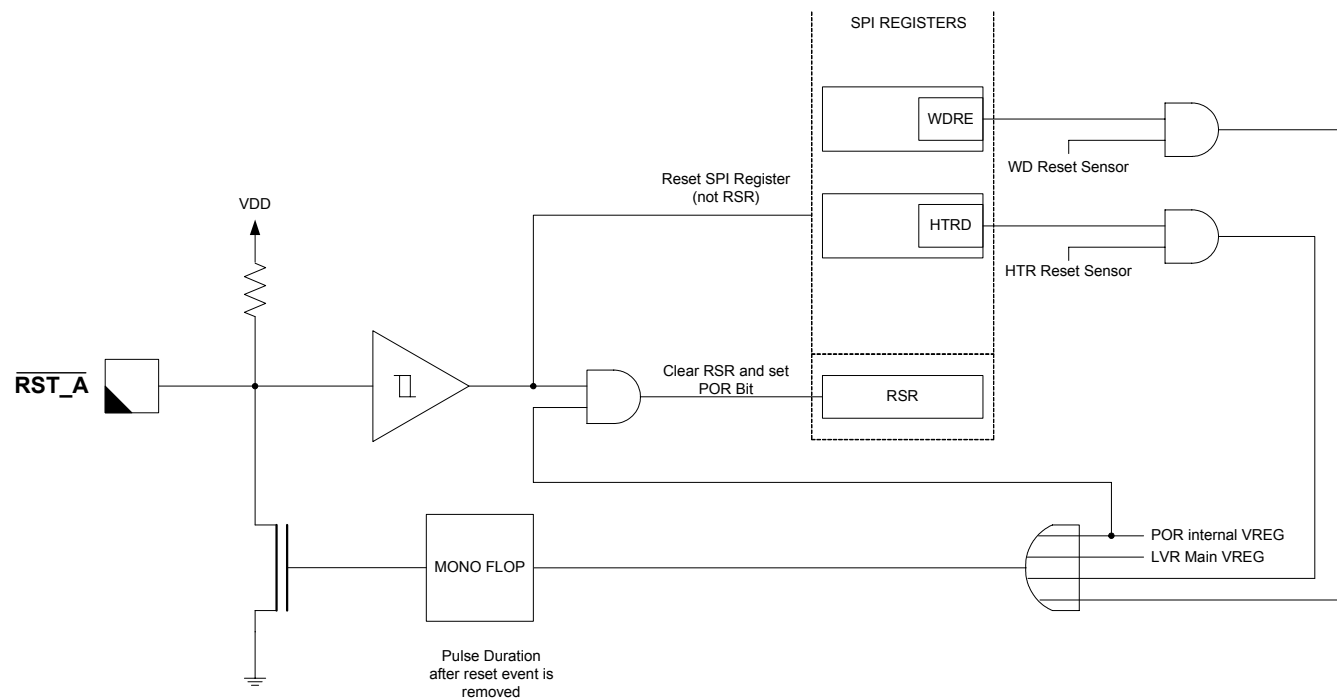 SPI REGISTERS
WDRE
WD Reset Sensor
Reset SPI Register
(not RSR)
VDD
HTRD
HTR Reset Sensor
RST_A
Clear RSR and set
POR Bit
RSR
POR internal VREG
LVR Main VREG
MONO FLOP
Pulse Duration
after reset event is
removed